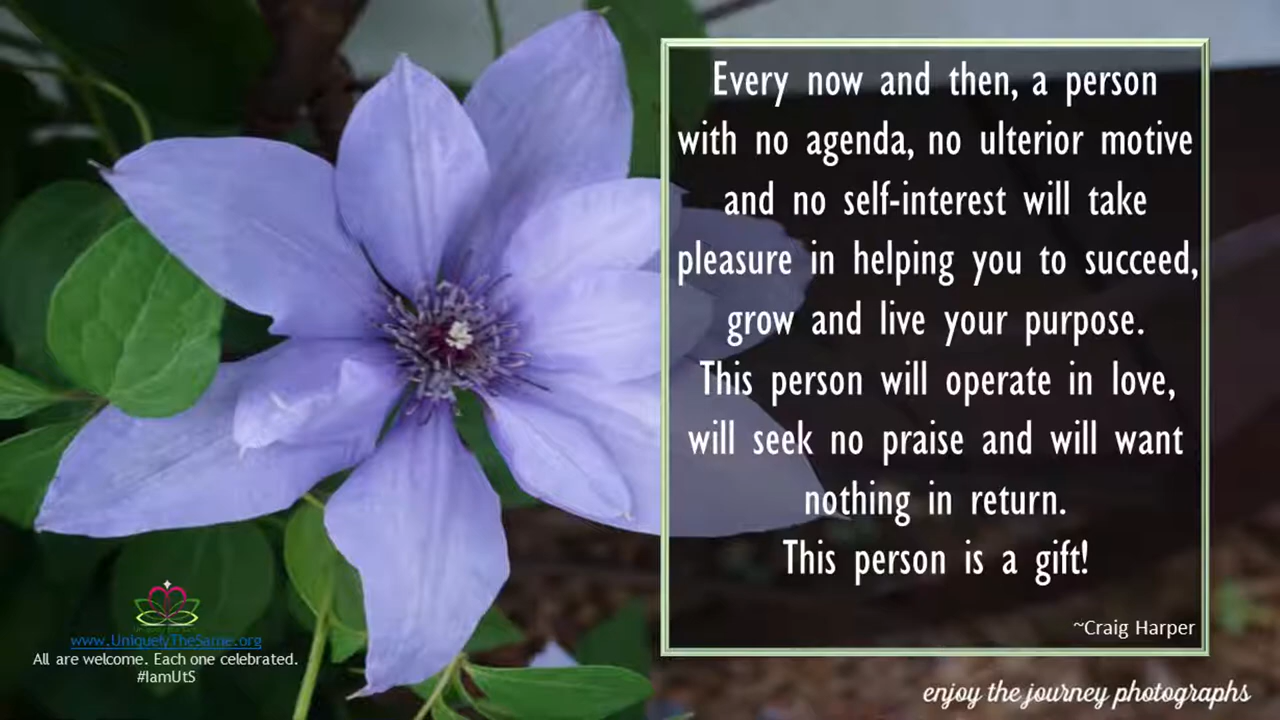 Every now and then, a person
with no agenda, no ulterior motive
and no self-interest will take
pleasure in helping you to succeed,
grow and live your purpose.
This person will operate in love,
will seek no praise and will want
nothing in return.
This person is a gift!
~Craig Harper
www.UniquelyTheSame.org
All are welcome. Each one celebrated.
#IamUtS
enjoy the journey photographs